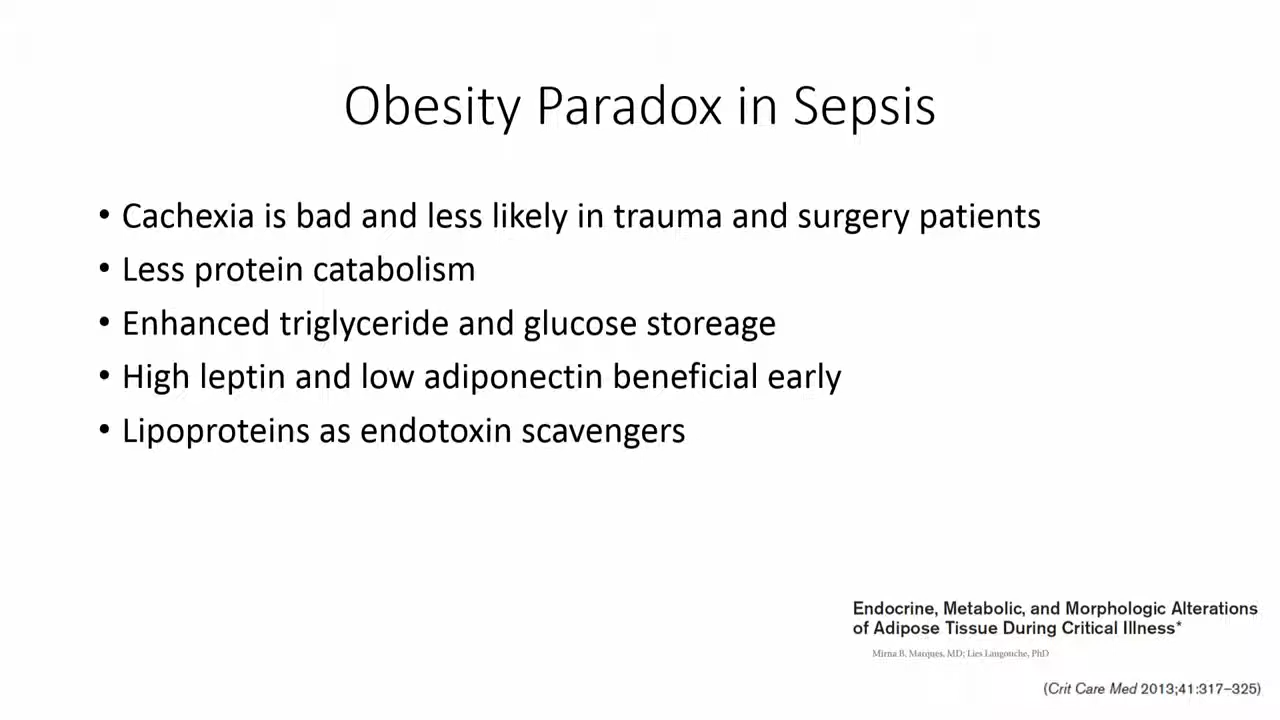 Obesity Paradox in Sepsis
• Cachexia is bad and less likely in trauma and surgery patients
• Less protein catabolism
• Enhanced triglyceride and glucose storeage
• High leptin and low adiponectin beneficial early
• Lipoproteins as endotoxin scavengers
Endocrine, Metabolic, and Morphologic Alterations
of Adipose Tissue During Critical Illness*
Mirna B. Marques, MD; Lies Langouche, PhD
(Crit Care Med 2013;41:317–325)